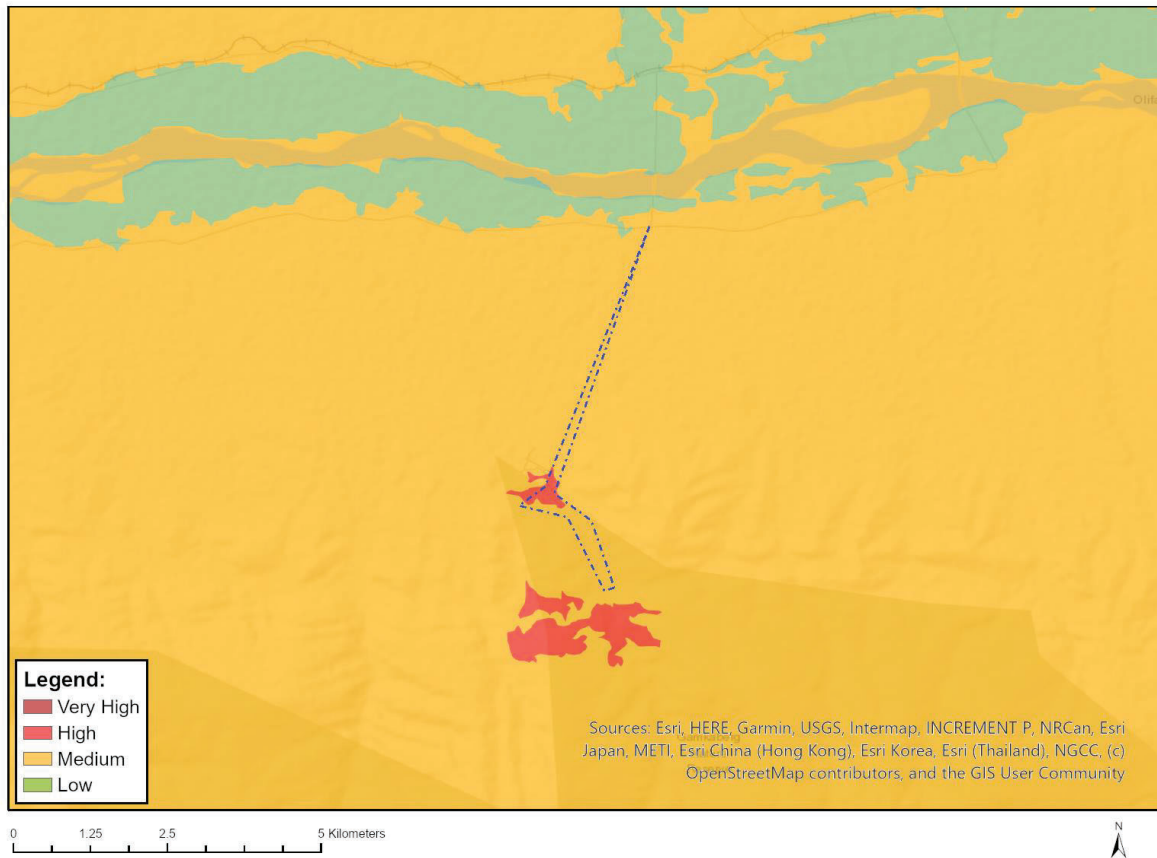 Olifa
Legend:
Very High
High
Medium
Low
Sources: Esri, HERE, Garmin, USGS, Intermap, INCREMENT P, NRCan, Esri
Japan, METI, Esri China (Hong Kong), Esri Korea, Esri (Thailand), NGCC, (c)
OpenStreetMap contributors, and the GIS User Community
0 1.25 2.5 5 Kilometers
N